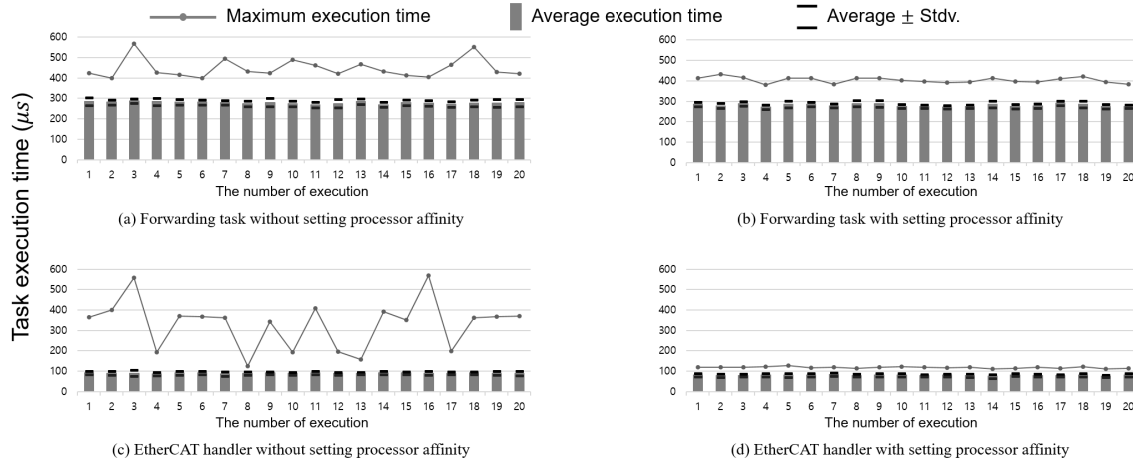 Maximum execution time Average execution time Average ± Stdv.
Task execution time (μs)
600
500
400
300
200
100
0
1 2 3 4 5 6 7 8 9 10 11 12 13 14 15 16 17 18 19 20
The number of execution
(a) Forwarding task without setting processor affinity
600
500
400
300
200
100
0
1 2 3 4 5 6 7 8 9 10 11 12 13 14 15 16 17 18 19 20
The number of execution
(b) Forwarding task with setting processor affinity
600
500
400
300
200
100
0
1 2 3 4 5 6 7 8 9 10 11 12 13 14 15 16 17 18 19 20
The number of execution
(c) EtherCAT handler without setting processor affinity
600
500
400
300
200
100
0
1 2 3 4 5 6 7 8 9 10 11 12 13 14 15 16 17 18 19 20
The number of execution
(d) EtherCAT handler with setting processor affinity